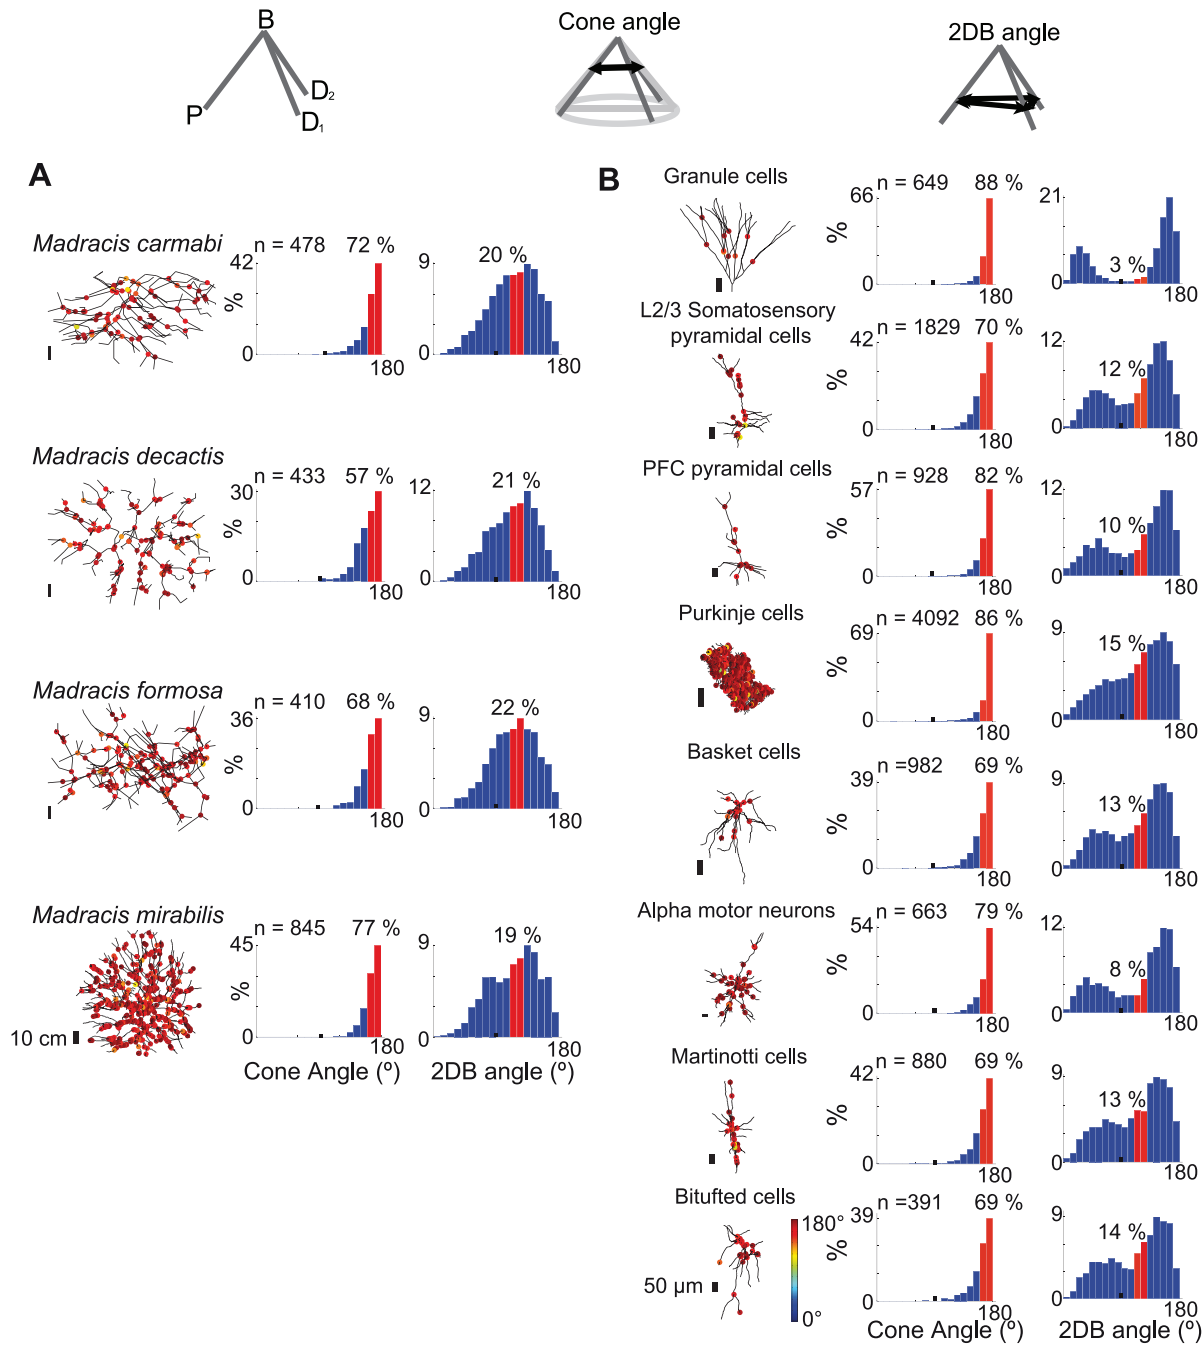 B
P
D1
D2
Cone angle
2DB angle
A
Madracis carmabi
n = 478 72 %
42
%
0
180
9
20 %
0
180
Madracis decactis
n = 433 57 %
30
%
0
180
12
21 %
0
180
Madracis formosa
n = 410 68 %
36
%
0
180
9
22 %
0
180
Madracis mirabilis
n = 845 77 %
45
%
0
180
9
19 %
0
180
10 cm
Cone Angle (º)
2DB angle (º)
B
Granule cells
n = 649 88 %
66
%
0
180
21
3 %
0
180
L2/3 Somatosensory
pyramidal cells
n = 1829 70 %
42
%
0
180
12
12 %
0
180
PFC pyramidal cells
n = 928 82 %
57
%
0
180
12
10 %
0
180
Purkinje cells
n = 4092 86 %
69
%
0
180
9
15 %
0
180
Basket cells
n =982 69 %
39
%
0
180
9
13 %
0
180
Alpha motor neurons
n = 663 79 %
54
%
0
180
12
8 %
0
180
Martinotti cells
n = 880 69 %
42
%
0
180
9
13 %
0
180
Bitufted cells
n =391 69 %
39
%
0
180
9
14 %
0
180
180°
0°
50 µm
Cone Angle (º)
2DB angle (º)